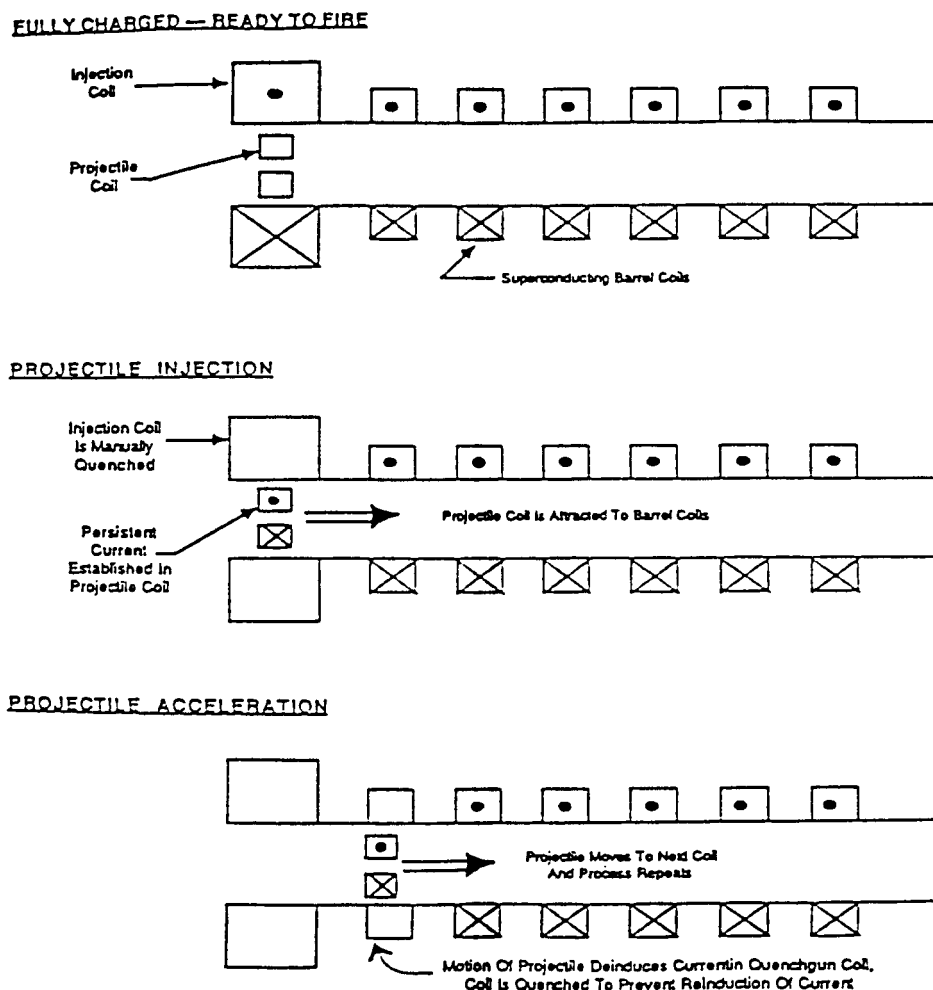 FULLY CHARGED — READY TO FIRE
Injection
Coil
Projectile
Coil
Superconducting Barrel Coils
PROJECTILE INJECTION
Injection Coil
Is Manually
Quenched
Projectile Coil Is Attracted To Barrel Coils
Persistent
Current
Established In
Projectile Coil
PROJECTILE ACCELERATION
Projectile Moves To Next Coil
And Process Repeats
Motion Of Projectile Deinduces Currentin Quenchgun Coil,
Coil Is Quenched To Prevent Reinduction Of Current